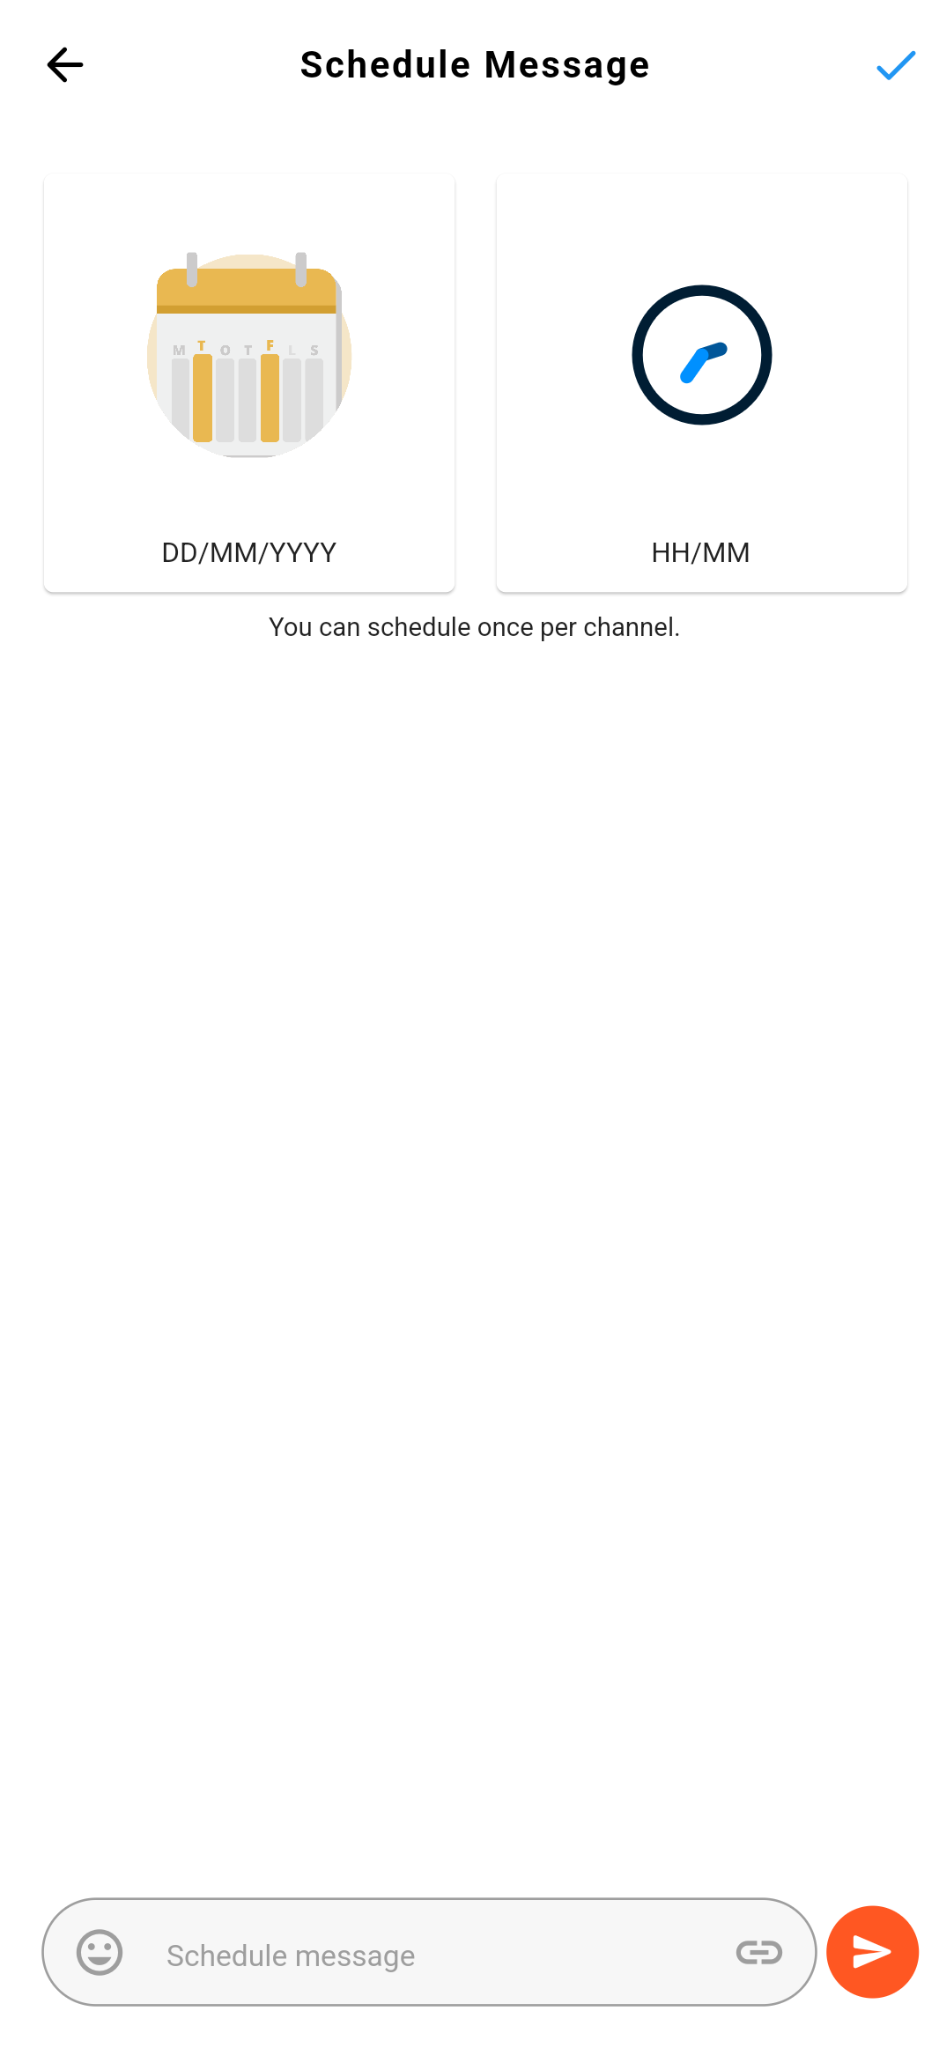 Schedule Message
M T O T F L S
DD/MM/YYYY
HH/MM
You can schedule once per channel.
Schedule message